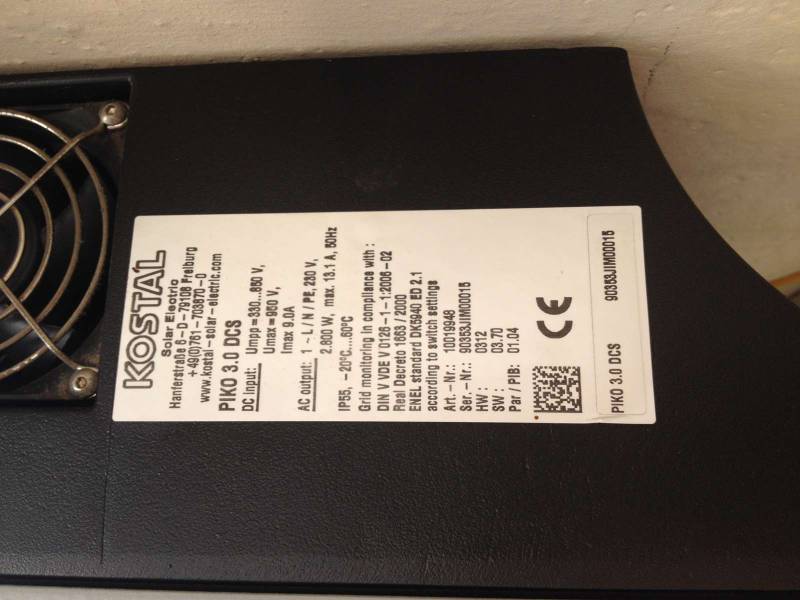 KOSTAL
Solar Electric
Hanferstraße 6-D-79108 Freiburg
+49(0)761-703870-0
www.kostal-solar-electric.com
PIKO 3.0 DCS
DC input: Umpp=330...850 V,
Umax=950 V,
Imax 9.0A
AC output: 1 ~ L / N / PE, 230 V,
2.800 W, max. 13.1 A, 50Hz
IP55, -20°C....60°C
Grid monitoring in compliance with :
DIN V VDE V 0126-1-1:2006-02
Real Decreto 1663 / 2000
ENEL standard DK5940 ED 2.1
according to switch settings
Art.-Nr.: 10019948
Ser.-Nr.: 90353JIM00015
HW : 0312
SW : 03.70
Par / PIB: 01.04
CE
PIKO 3.0 DCS 90353JIM00015